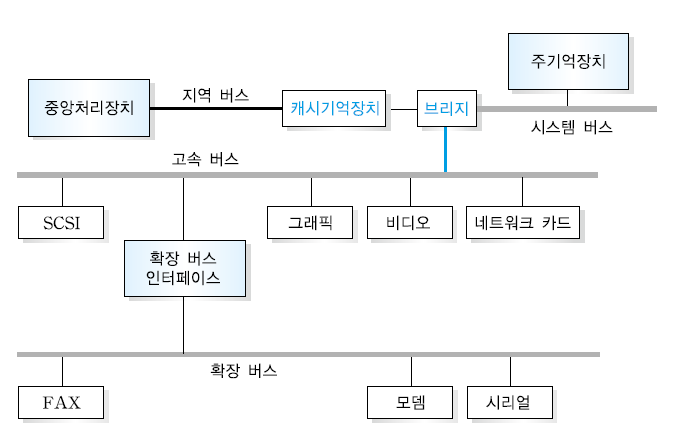 주기억장치
지역 버스
중앙처리장치
캐시기억장치
브리지
시스템 버스
고속 버스
SCSI
그래픽
비디오
네트워크 카드
확장 버스
인터페이스
확장 버스
FAX
모뎀
시리얼